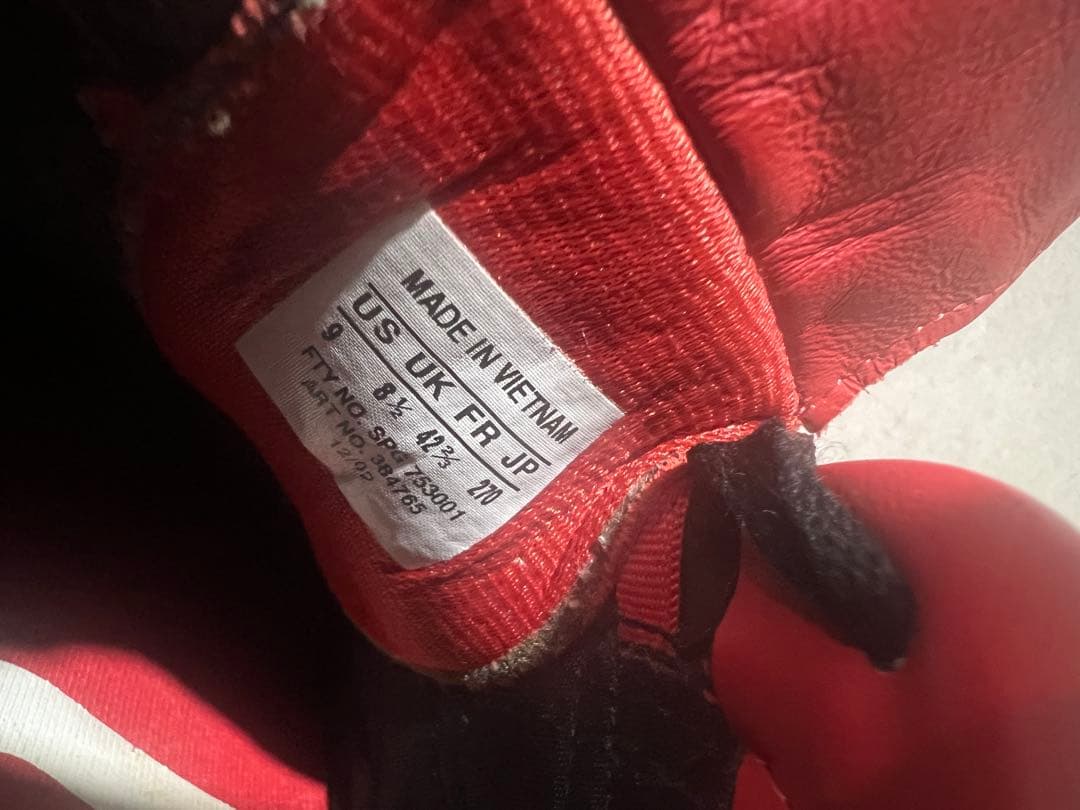 MADE IN VIETNAM
US UK FR JP
9 8½ 42⅔ 270
FTY NO. SPG 753001
ART NO. 384765
12/02